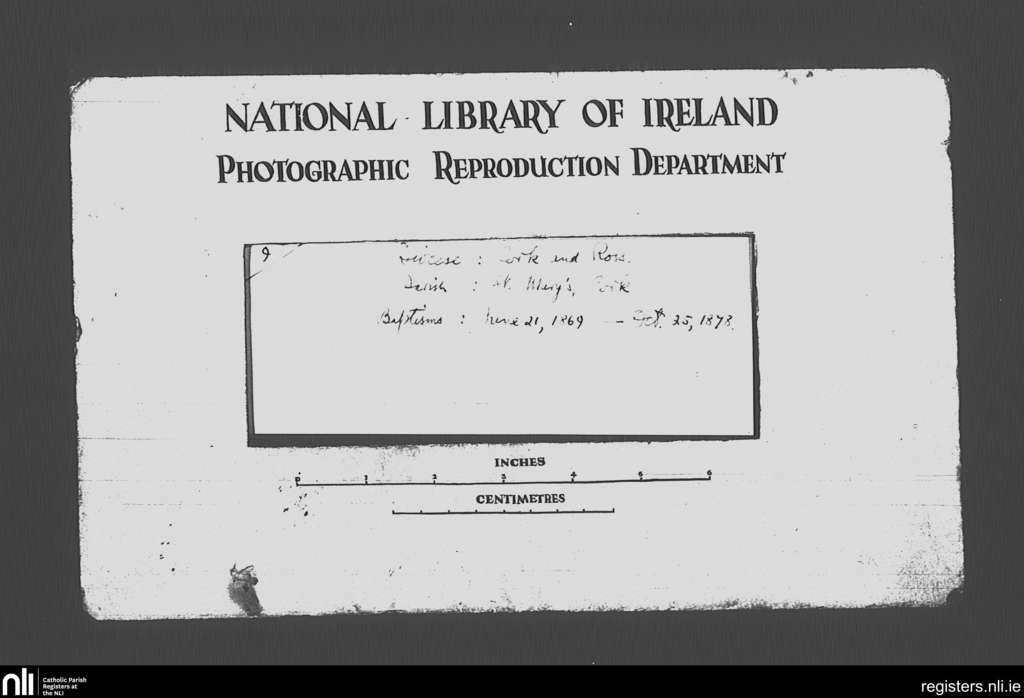 NATIONAL LIBRARY OF IRELAND
PHOTOGRAPHIC REPRODUCTION DEPARTMENT
9
Diocese : Cork and Ross.
Parish : St. Mary's, Cork
Baptisms : June 21, 1869 — Oct. 25, 1878.
INCHES
0 1 2 3 4 5 6
CENTIMETRES
nli
Catholic Parish
Registers at
the NLI
registers.nli.ie